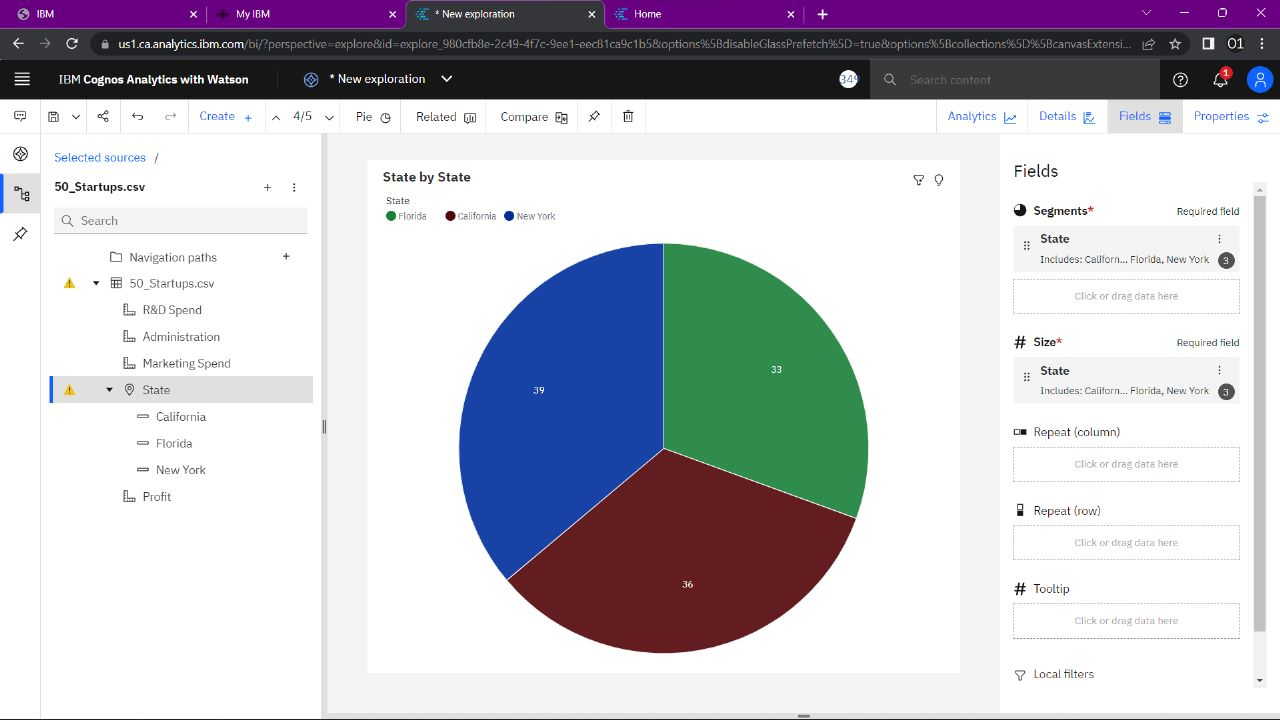 IBM
My IBM
* New exploration
Home
us1.ca.analytics.ibm.com/bi/?perspective=explore&id=explore_980cfb8e-2c49-4f7c-9ee1-eec81ca9c1b5&options%5BdisableGlassPrefetch%5D=true&options%5Bcollections%5D%5BcanvasExtensi...
01
IBM Cognos Analytics with Watson
* New exploration
349
Search content
1
Create +
4/5
Pie
Related
Compare
Analytics
Details
Fields
Properties
Selected sources /
50_Startups.csv
Search
Navigation paths
50_Startups.csv
R&D Spend
Administration
Marketing Spend
State
California
Florida
New York
Profit
State by State
State
Florida
California
New York
39
33
36
Fields
Segments*
Required field
State
Includes: Californ... Florida, New York
3
Click or drag data here
Size*
Required field
State
Includes: Californ... Florida, New York
3
Repeat (column)
Click or drag data here
Repeat (row)
Click or drag data here
Tooltip
Click or drag data here
Local filters